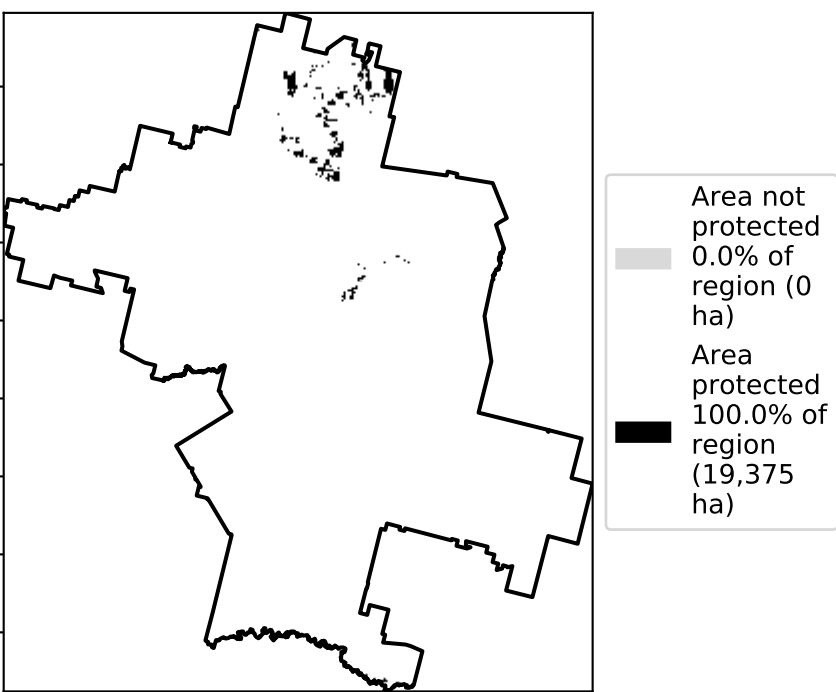 Area not
protected
0.0% of
region (0
ha)
Area
protected
100.0% of
region
(19,375
ha)